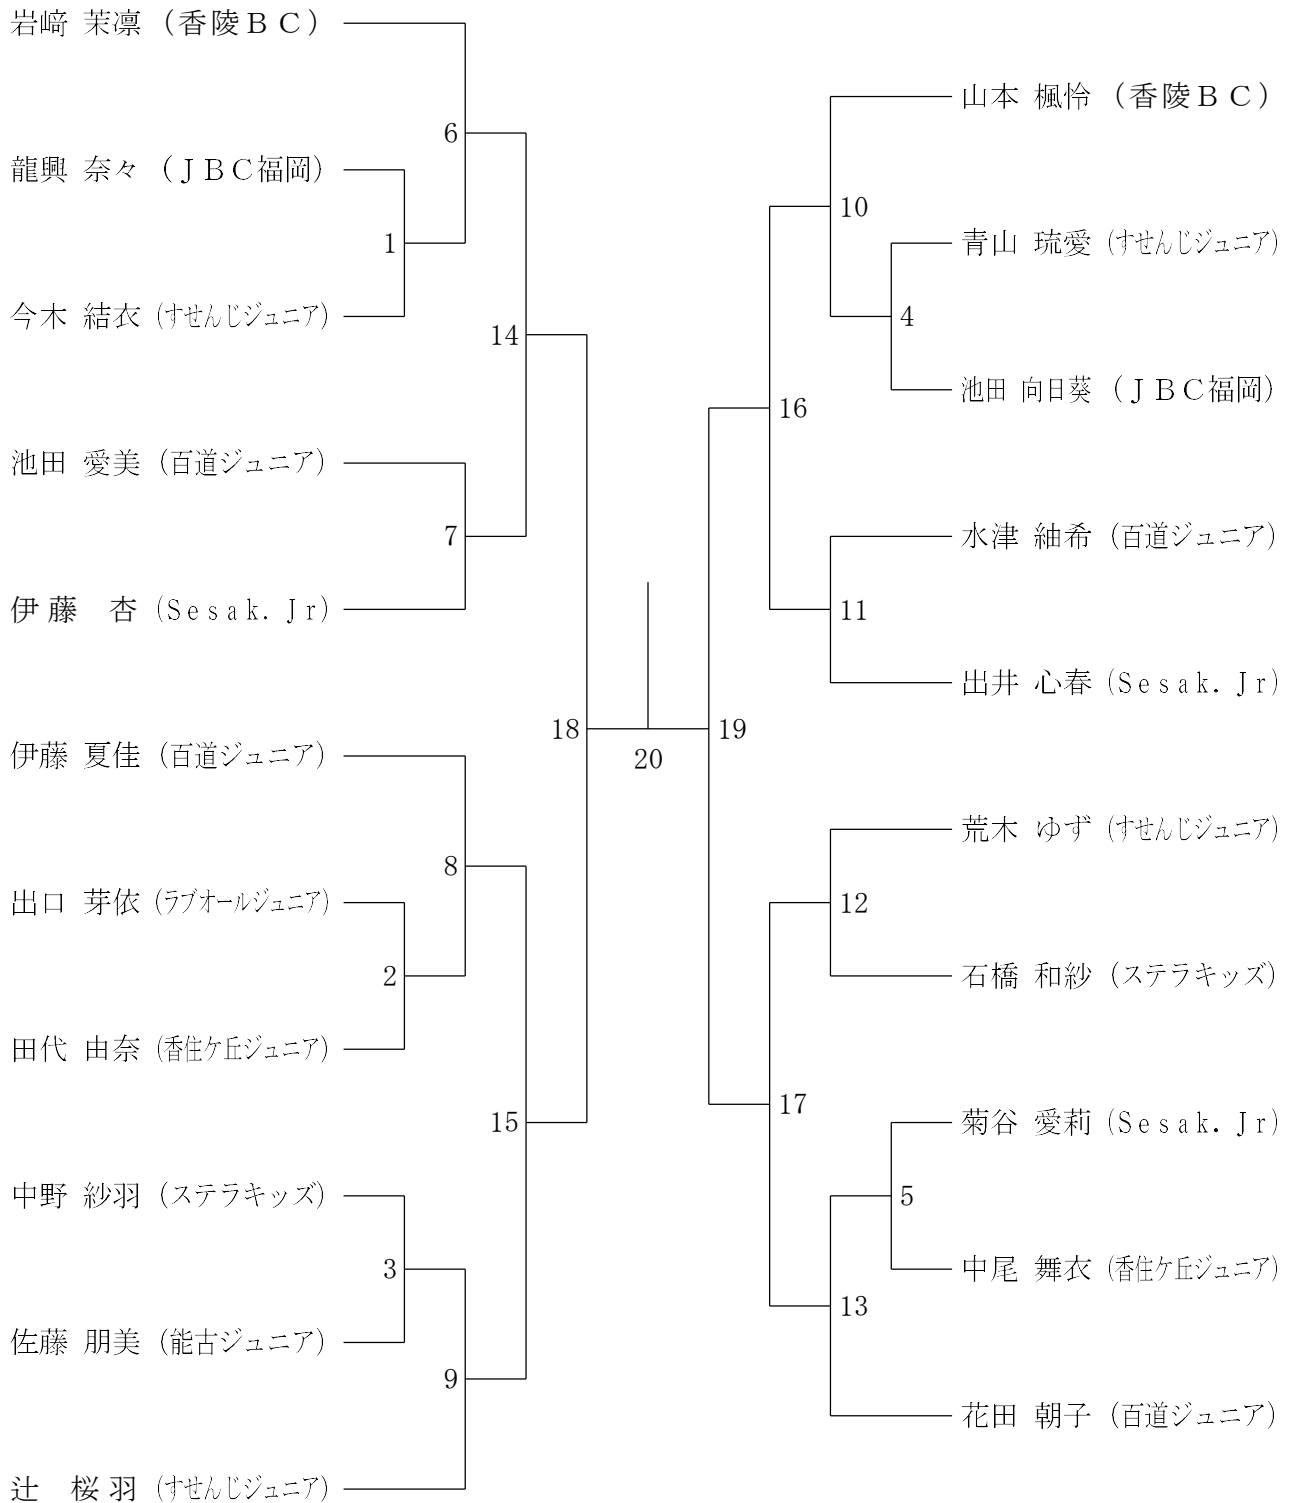 岩﨑 茉凛 (香陵ＢＣ)
6
龍興 奈々 (ＪＢＣ福岡)
1
今木 結衣 (すせんじジュニア)
14
池田 愛美 (百道ジュニア)
7
伊藤　杏 (Sesak. Jr)
18
伊藤 夏佳 (百道ジュニア)
8
出口 芽依 (ラブオールジュニア)
2
田代 由奈 (香住ケ丘ジュニア)
15
中野 紗羽 (ステラキッズ)
3
佐藤 朋美 (能古ジュニア)
9
辻　桜羽 (すせんじジュニア)
20
山本 楓怜 (香陵ＢＣ)
10
青山 琉愛 (すせんじジュニア)
4
池田 向日葵 (ＪＢＣ福岡)
16
水津 紬希 (百道ジュニア)
11
出井 心春 (Sesak. Jr)
19
荒木 ゆず (すせんじジュニア)
12
石橋 和紗 (ステラキッズ)
17
菊谷 愛莉 (Sesak. Jr)
5
中尾 舞衣 (香住ケ丘ジュニア)
13
花田 朝子 (百道ジュニア)